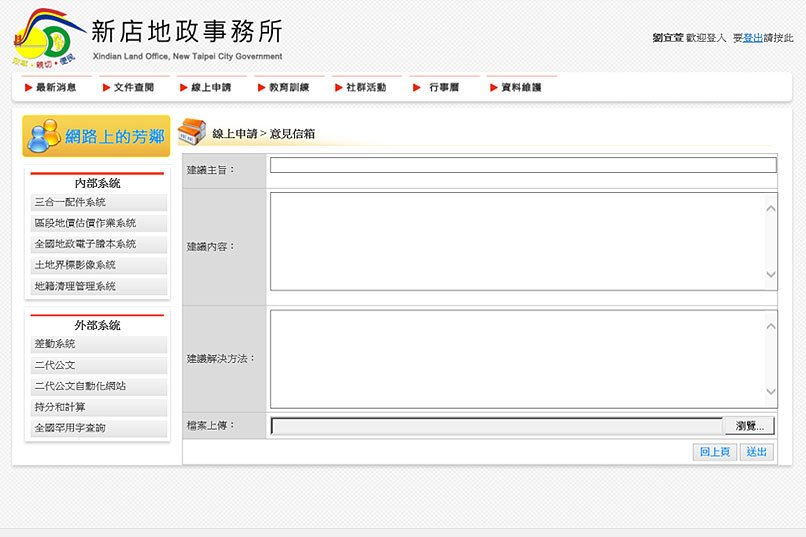 新店地政事務所
Xindian Land Office, New Taipei City Government
效率•親切•便民
劉宜萱 歡迎登入 要登出請按此
最新消息 文件查閱 線上申請 教育訓練 社群活動 行事曆 資料維護
網路上的芳鄰
線上申請 > 意見信箱
內部系統
三合一配件系統
區段地價估價作業系統
全國地政電子謄本系統
土地界標影像系統
地籍清理管理系統
外部系統
差勤系統
二代公文
二代公文自動化網站
持分和計算
全國罕用字查詢
建議主旨：
建議內容：
建議解決方法：
檔案上傳：
瀏覽...
回上頁 送出